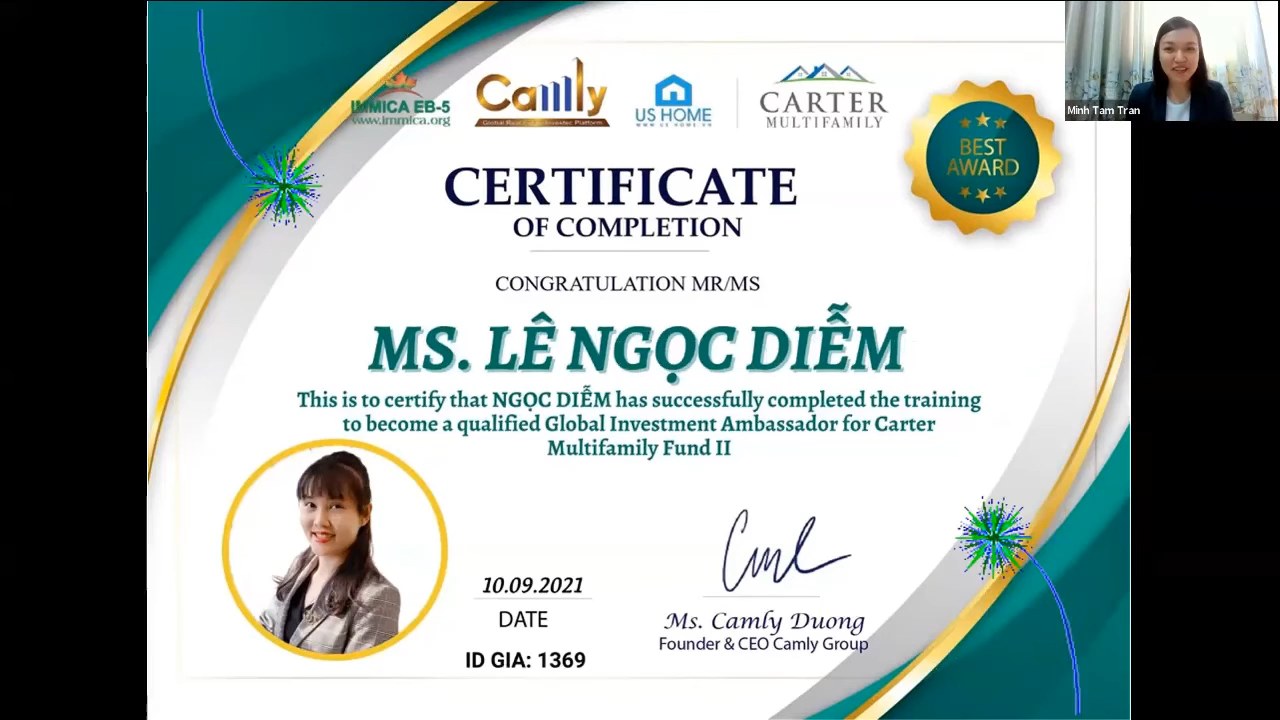 IMMICA EB-5
www.immica.org
Camly
US HOME
CARTER
MULTIFAMILY
Minh Tam Tran
BEST
AWARD
CERTIFICATE
OF COMPLETION
CONGRATULATION MR/MS
MS. LÊ NGỌC DIỄM
This is to certify that NGỌC DIỄM has successfully completed the training
to become a qualified Global Investment Ambassador for Carter
Multifamily Fund II
10.09.2021
DATE
ID GIA: 1369
Ms. Camly Duong
Founder & CEO Camly Group